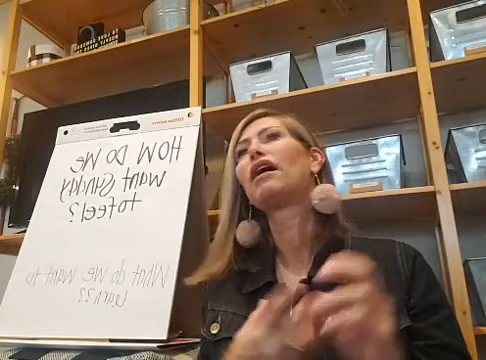 HOW DO WE
want Sunday
to feel?
What do we want to
Learn??